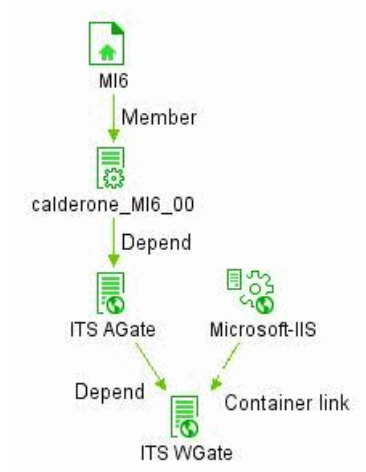 MI6
Member
calderone_MI6_00
Depend
ITS AGate
Microsoft-IIS
Depend
Container link
ITS WGate